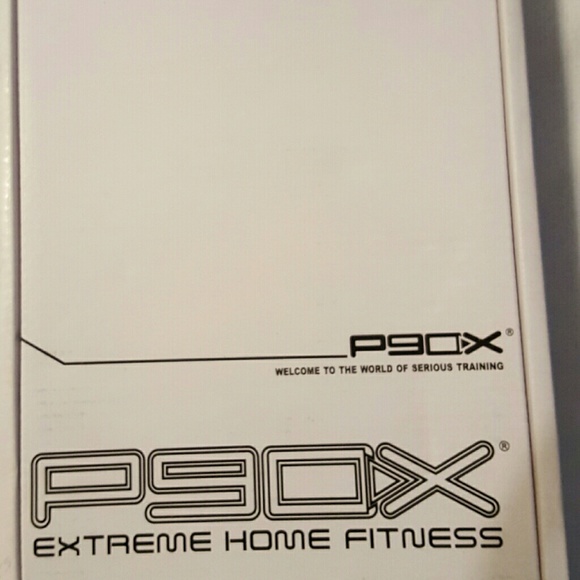 P90X®
WELCOME TO THE WORLD OF SERIOUS TRAINING
P90X®
EXTREME HOME FITNESS